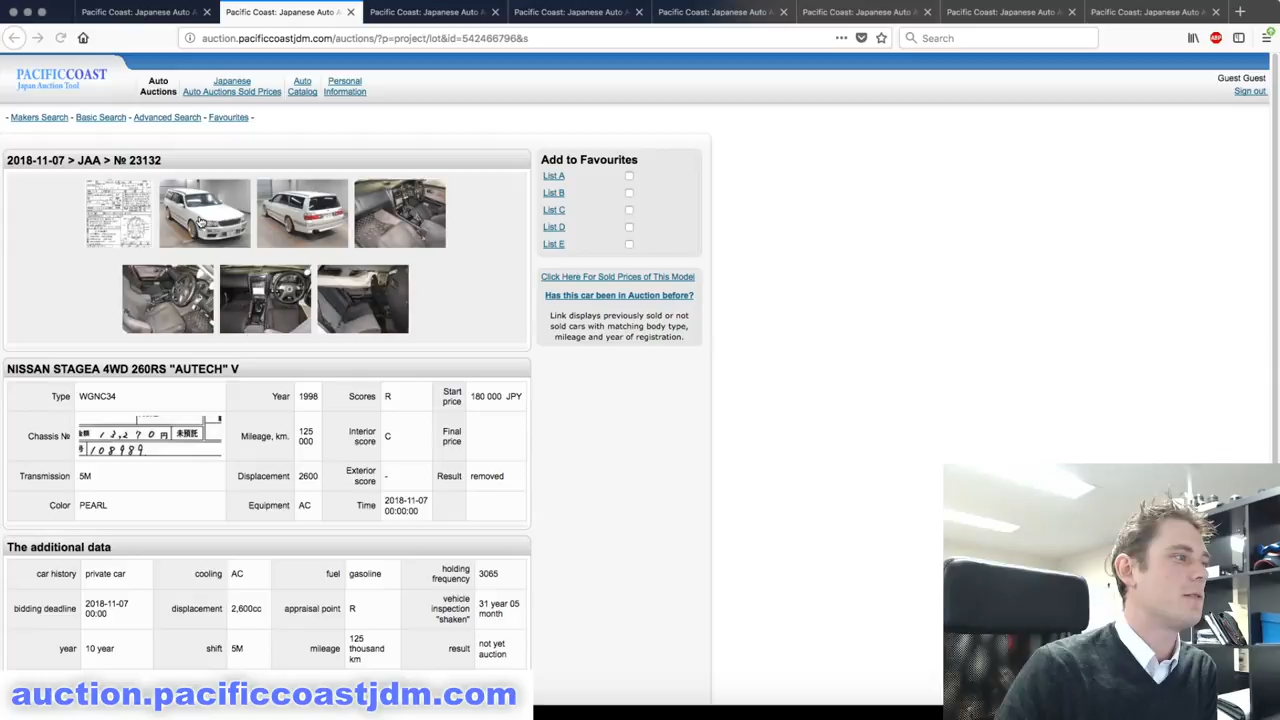 Pacific Coast: Japanese Auto A
Pacific Coast: Japanese Auto A
Pacific Coast: Japanese Auto A
Pacific Coast: Japanese Auto A
Pacific Coast: Japanese Auto A
Pacific Coast: Japanese Auto A
Pacific Coast: Japanese Auto A
Pacific Coast: Japanese Auto A
auction.pacificcoastjdm.com/auctions/?p=project/lot&id=542466796&s
Search
ABP
PACIFICCOAST
Japan Auction Tool
Auto Auctions
Japanese Auto Auctions Sold Prices
Auto Catalog
Personal Information
Guest Guest
Sign out
- Makers Search - Basic Search - Advanced Search - Favourites -
2018-11-07 > JAA > № 23132
Add to Favourites
List A
List B
List C
List D
List E
Click Here For Sold Prices of This Model
Has this car been in Auction before?
Link displays previously sold or not
sold cars with matching body type,
mileage and year of registration.
NISSAN STAGEA 4WD 260RS "AUTECH" V
Type WGNC34 Year 1998 Scores R Start price 180 000 JPY
Chassis № 12,270円 未預託 108989 Mileage, km. 125 000 Interior score C Final price
Transmission 5M Displacement 2600 Exterior score - Result removed
Color PEARL Equipment AC Time 2018-11-07 00:00:00
The additional data
car history private car cooling AC fuel gasoline holding frequency 3065
bidding deadline 2018-11-07 00:00 displacement 2,600cc appraisal point R vehicle inspection "shaken" 31 year 05 month
year 10 year shift 5M mileage 125 thousand km result not yet auction
auction.pacificcoastjdm.com